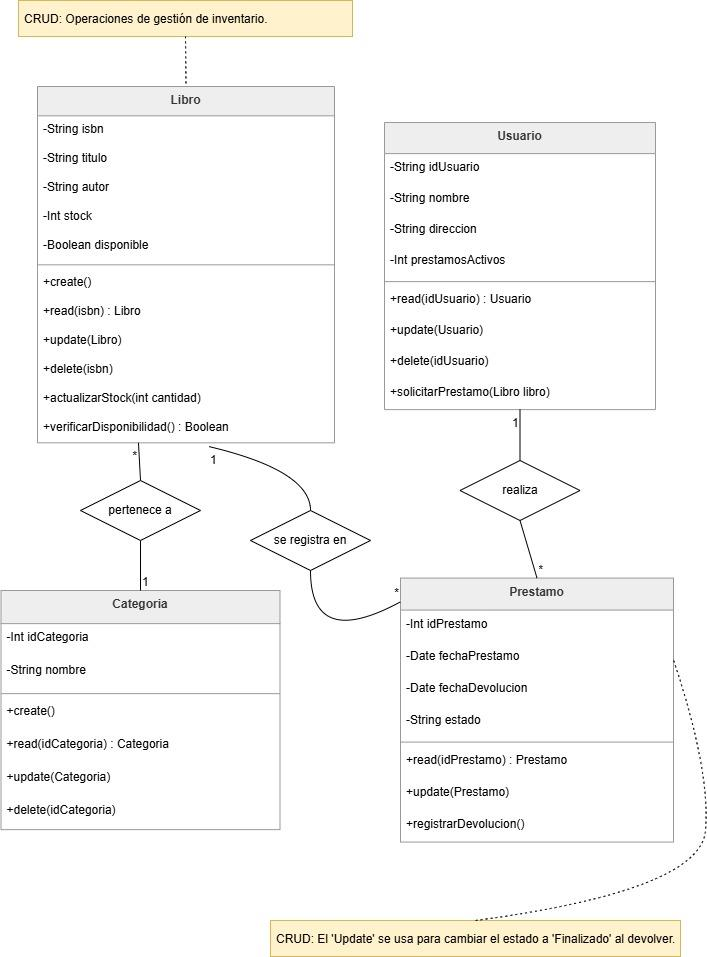 CRUD: Operaciones de gestión de inventario.
Libro
-String isbn
-String titulo
-String autor
-Int stock
-Boolean disponible
+create()
+read(isbn) : Libro
+update(Libro)
+delete(isbn)
+actualizarStock(int cantidad)
+verificarDisponibilidad() : Boolean
Usuario
-String idUsuario
-String nombre
-String direccion
-Int prestamosActivos
+read(idUsuario) : Usuario
+update(Usuario)
+delete(idUsuario)
+solicitarPrestamo(Libro libro)
*
1
1
pertenece a
se registra en
realiza
1
*
*
Categoria
-Int idCategoria
-String nombre
+create()
+read(idCategoria) : Categoria
+update(Categoria)
+delete(idCategoria)
Prestamo
-Int idPrestamo
-Date fechaPrestamo
-Date fechaDevolucion
-String estado
+read(idPrestamo) : Prestamo
+update(Prestamo)
+registrarDevolucion()
CRUD: El 'Update' se usa para cambiar el estado a 'Finalizado' al devolver.